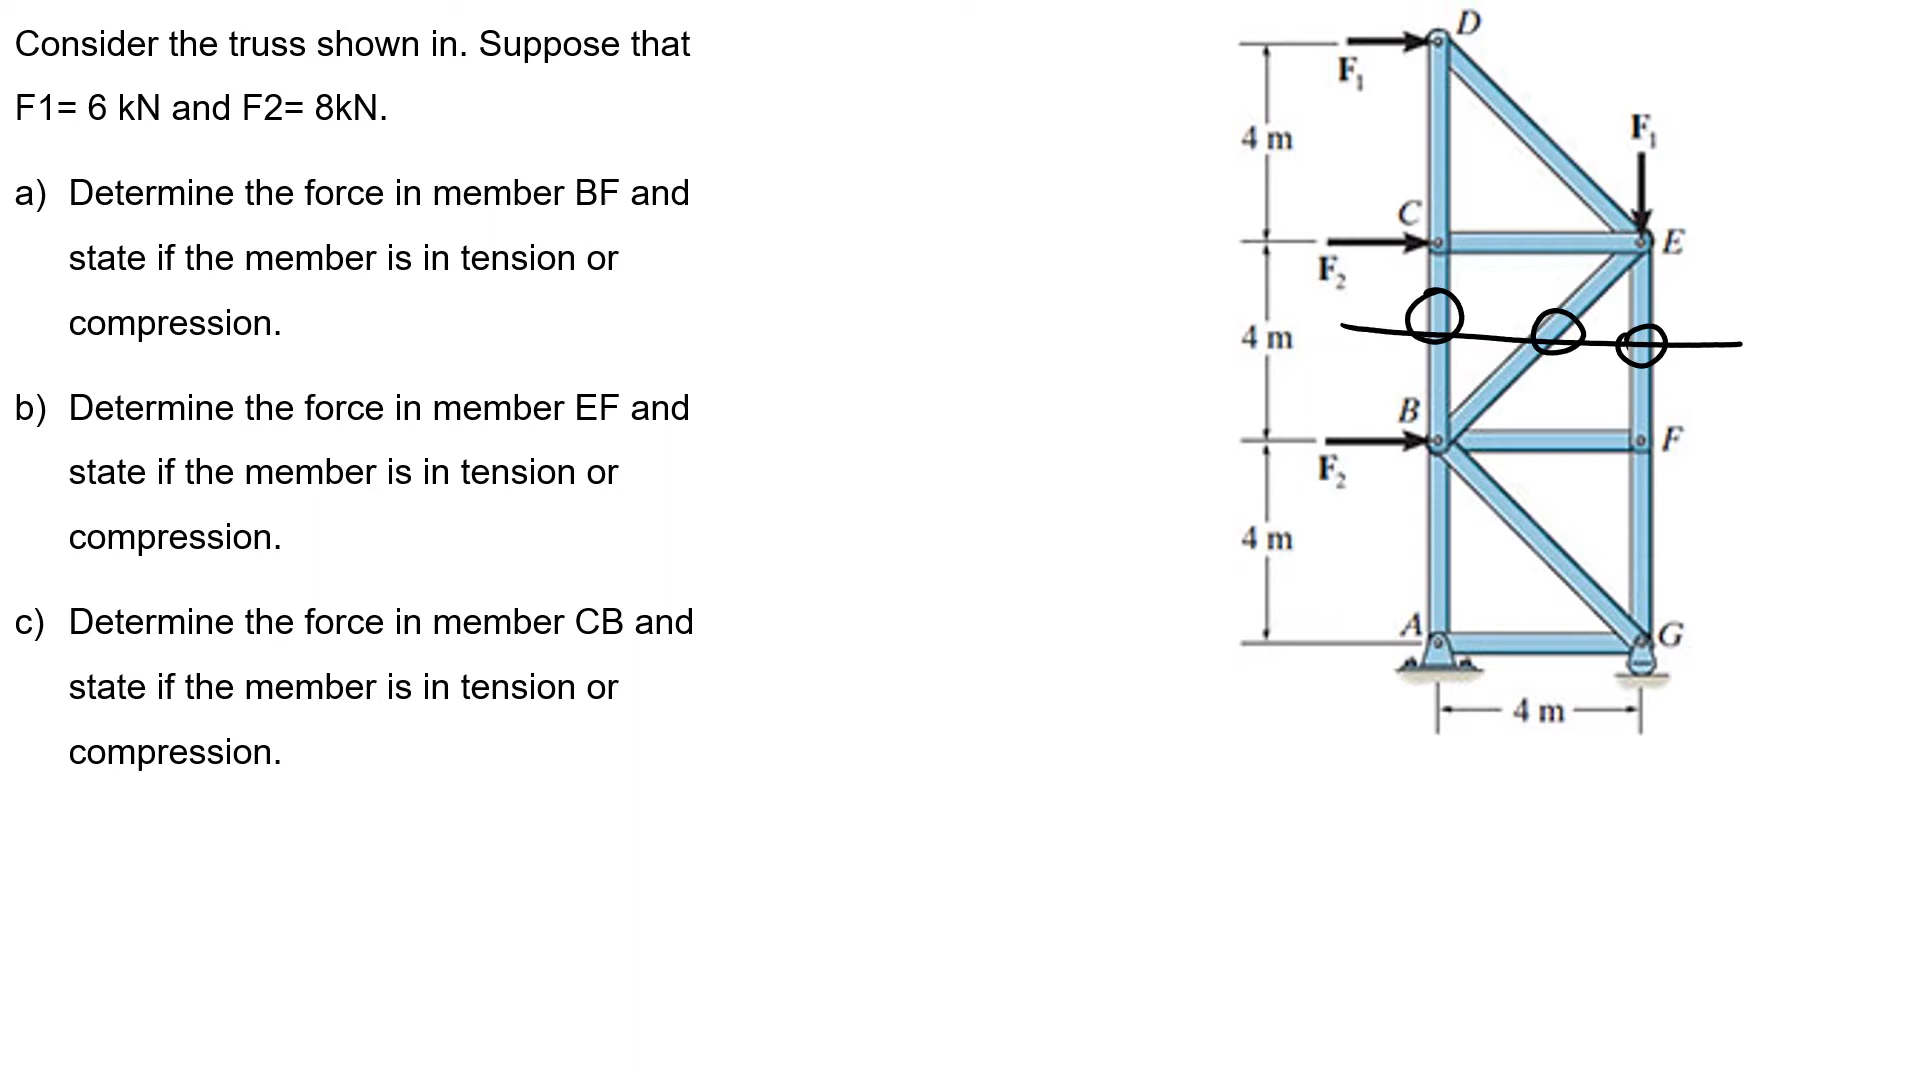 Consider the truss shown in. Suppose that
F1= 6 kN and F2= 8kN.
a) Determine the force in member BF and
state if the member is in tension or
compression.
b) Determine the force in member EF and
state if the member is in tension or
compression.
c) Determine the force in member CB and
state if the member is in tension or
compression.
D
F₁
4 m
F₁
C
E
F₂
4 m
B
F
F₂
4 m
A
G
4 m